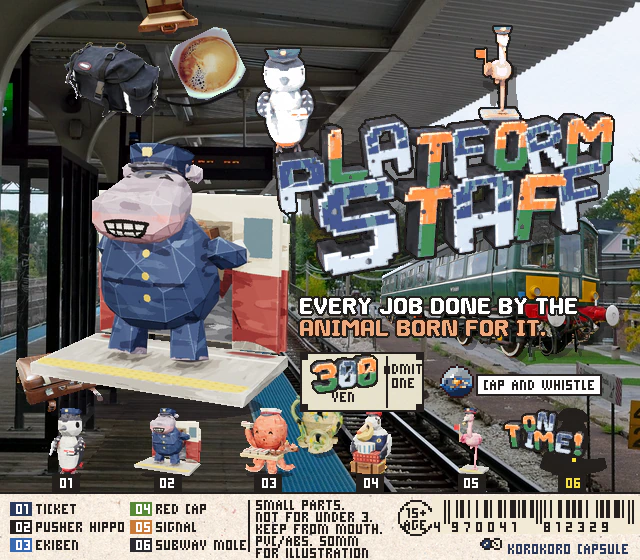 PLATFORM
STAFF
EVERY JOB DONE BY THE
ANIMAL BORN FOR IT.
300
YEN
ADMIT
ONE
CAP AND WHISTLE
ON
TIME!
01
02
03
04
05
06
01 TICKET
02 PUSHER HIPPO
03 EKIBEN
04 RED CAP
05 SIGNAL
06 SUBWAY MOLE
SMALL PARTS.
NOT FOR UNDER 3.
KEEP FROM MOUTH.
PVC/ABS. 50MM
FOR ILLUSTRATION
15+
AGE
4 970041 812329
KOROKORO CAPSULE